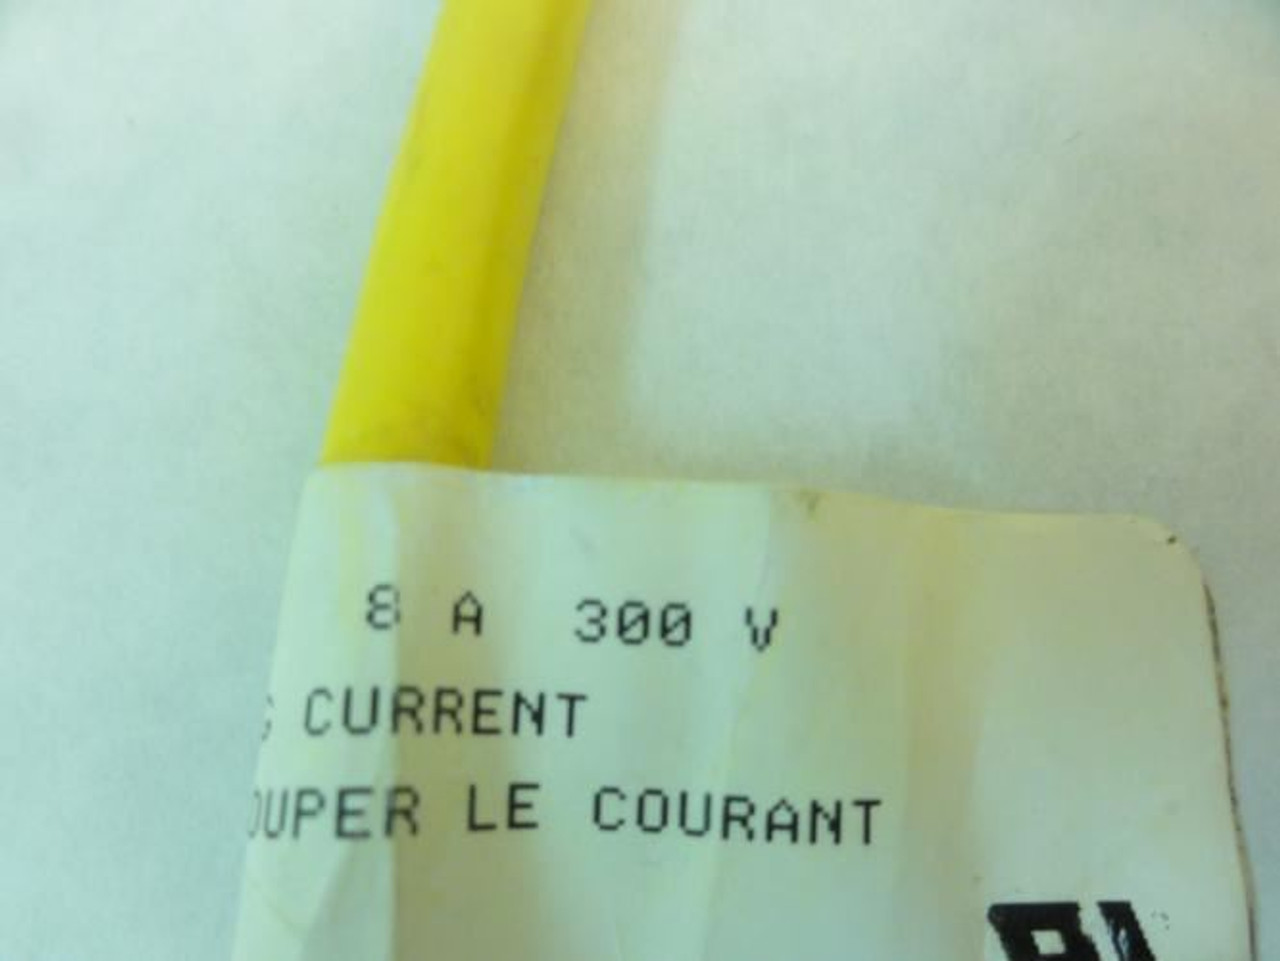 8 A 300 V
CURRENT
OUPER LE COURANT